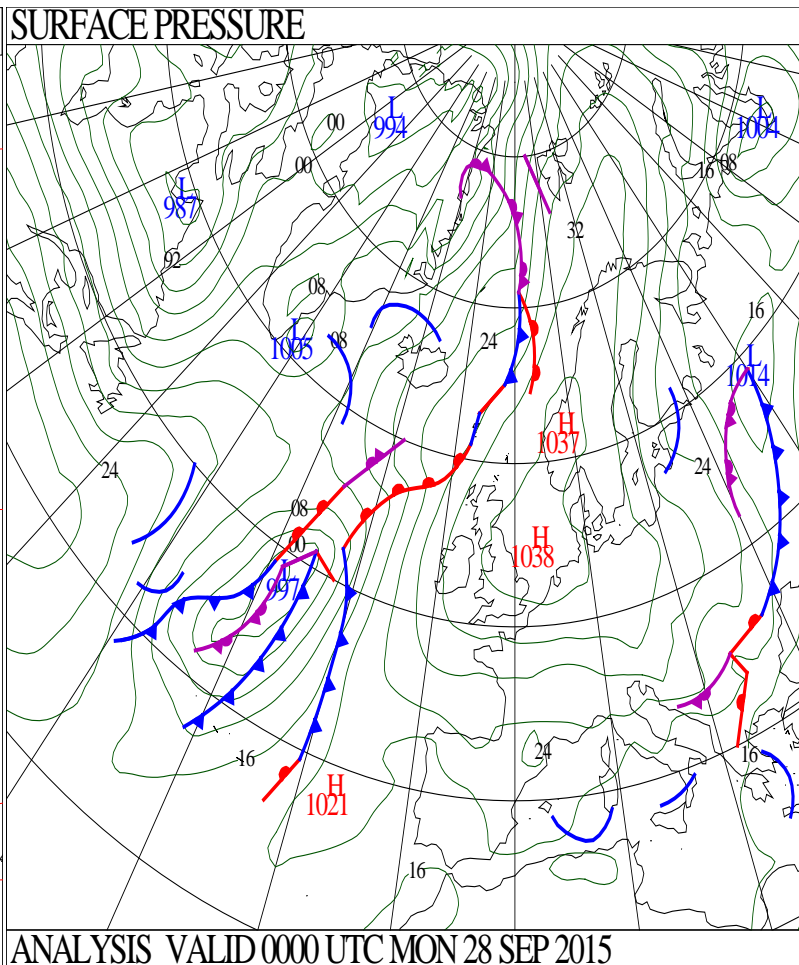 SURFACE PRESSURE
L
994
L
1004
00
00
16
08
L
987
32
92
08
16
L
1005
08
24
L
1014
H
1037
24
24
08
00
H
1038
L
997
16
24
16
H
1021
16
ANALYSIS VALID 0000 UTC MON 28 SEP 2015